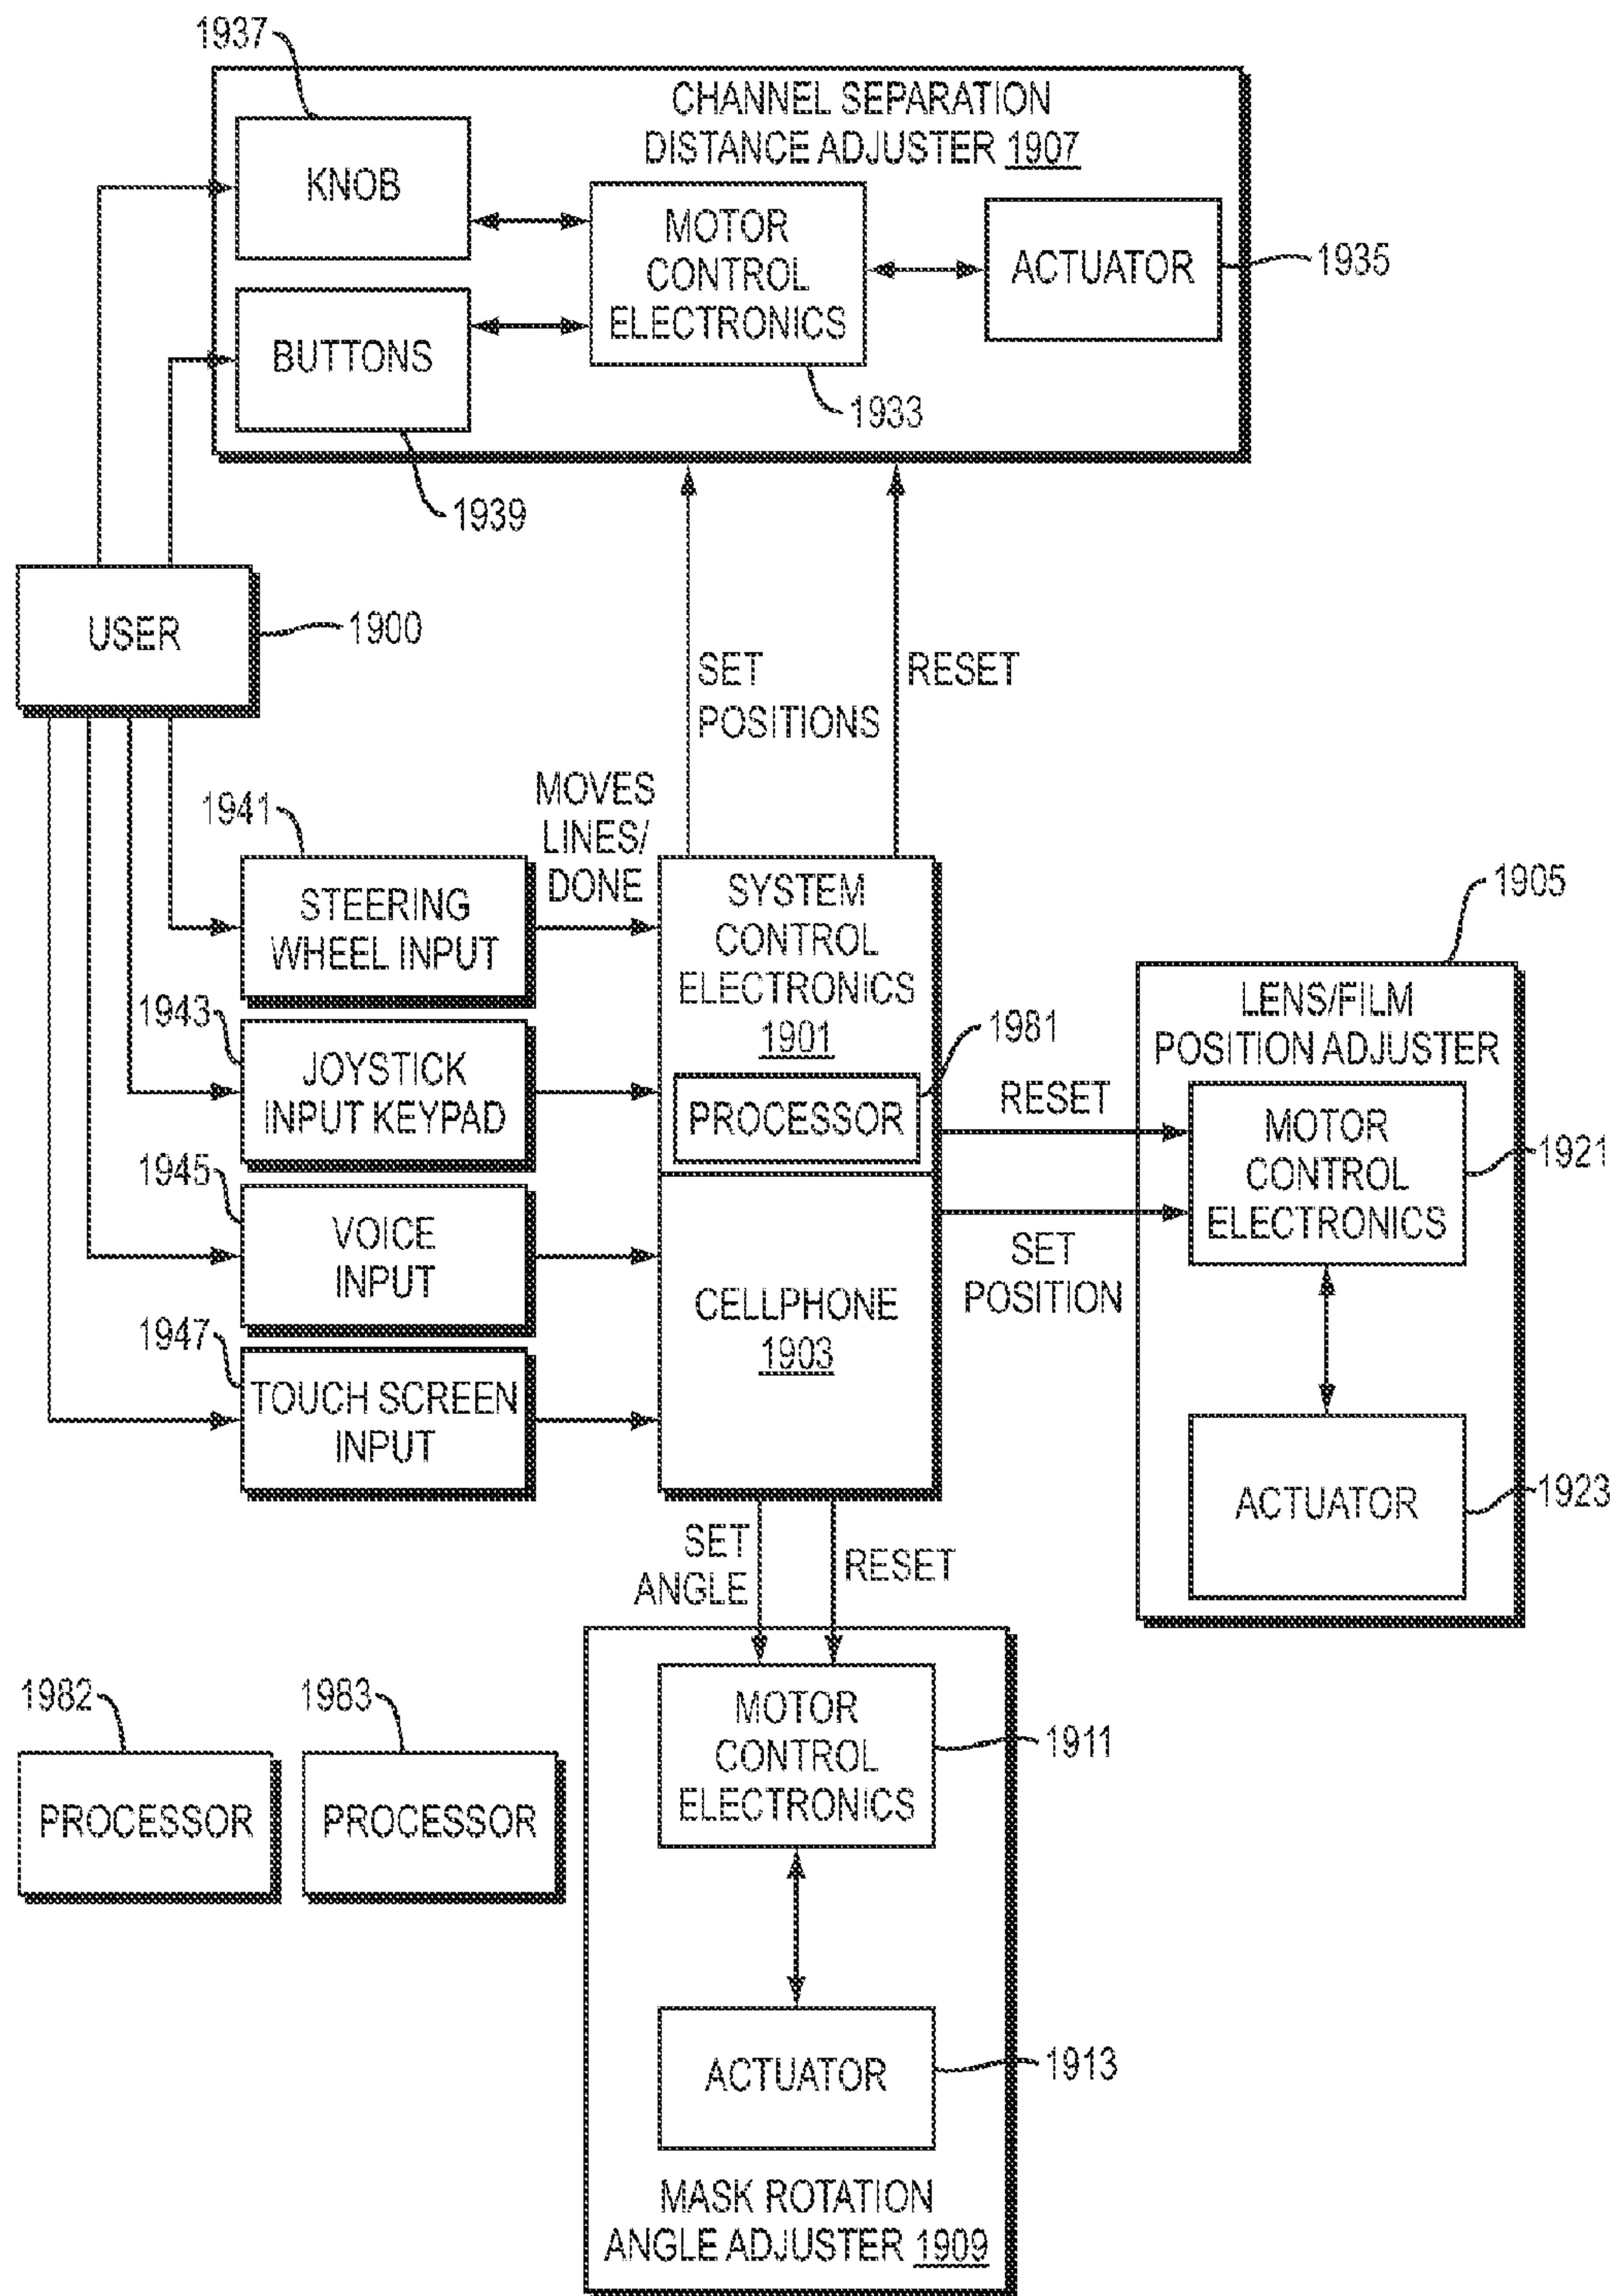 1937
CHANNEL SEPARATION
DISTANCE ADJUSTER 1907
KNOB
MOTOR
CONTROL
ELECTRONICS
ACTUATOR
1935
BUTTONS
1933
1939
USER
1900
SET
POSITIONS
RESET
1941
MOVES
LINES/
DONE
STEERING
WHEEL INPUT
SYSTEM
CONTROL
ELECTRONICS
1901
1905
1943
JOYSTICK
INPUT KEYPAD
1981
PROCESSOR
LENS/FILM
POSITION ADJUSTER
RESET
MOTOR
CONTROL
ELECTRONICS
1921
1945
VOICE
INPUT
SET
POSITION
CELLPHONE
1903
1947
TOUCH SCREEN
INPUT
ACTUATOR
1923
SET
ANGLE
RESET
1982
PROCESSOR
1983
PROCESSOR
MOTOR
CONTROL
ELECTRONICS
1911
ACTUATOR
1913
MASK ROTATION
ANGLE ADJUSTER 1909